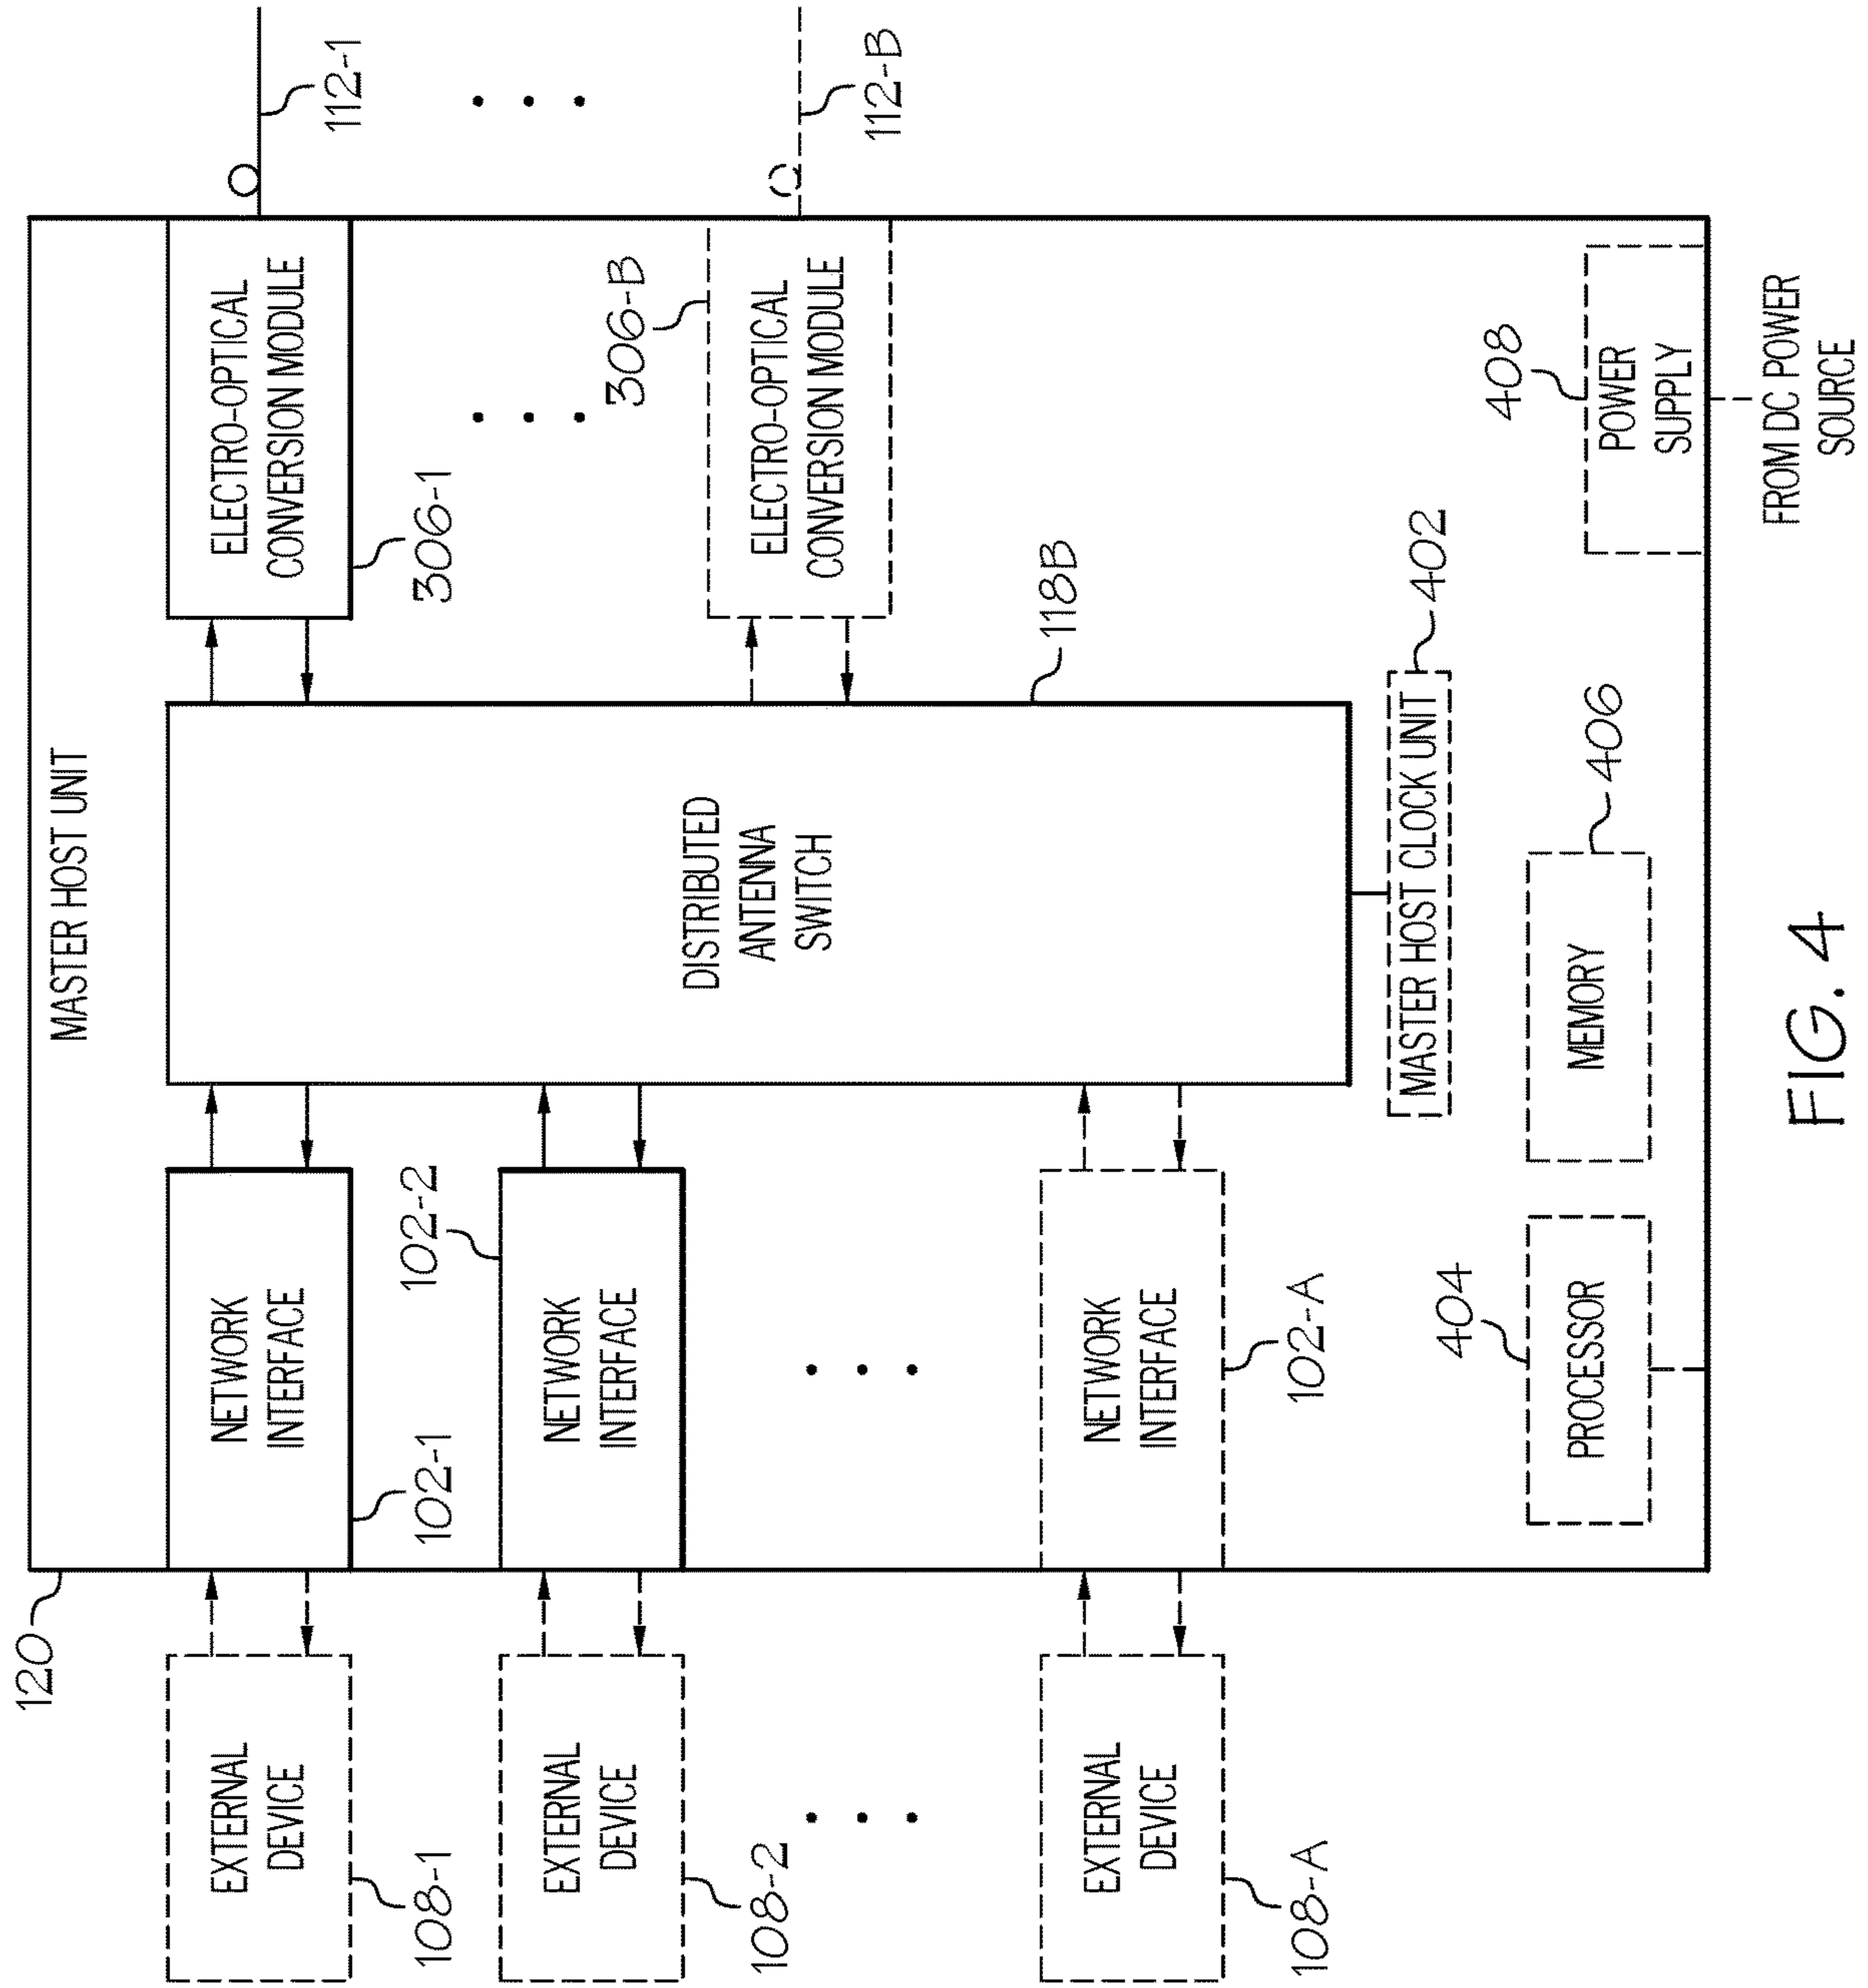 120
MASTER HOST UNIT
EXTERNAL
DEVICE
108-1
NETWORK
INTERFACE
102-1
ELECTRO-OPTICAL
CONVERSION MODULE
306-1
112-1
EXTERNAL
DEVICE
108-2
NETWORK
INTERFACE
102-2
DISTRIBUTED
ANTENNA
SWITCH
118B
306-B
ELECTRO-OPTICAL
CONVERSION MODULE
112-B
EXTERNAL
DEVICE
108-A
NETWORK
INTERFACE
102-A
MASTER HOST CLOCK UNIT
402
404
PROCESSOR
MEMORY
406
408
POWER
SUPPLY
FROM DC POWER
SOURCE
FIG. 4